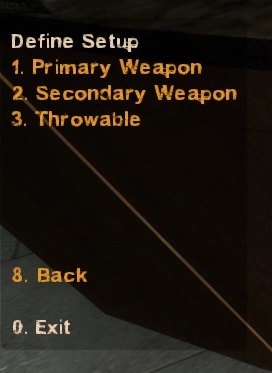 Define Setup
1. Primary Weapon
2. Secondary Weapon
3. Throwable
8. Back
0. Exit